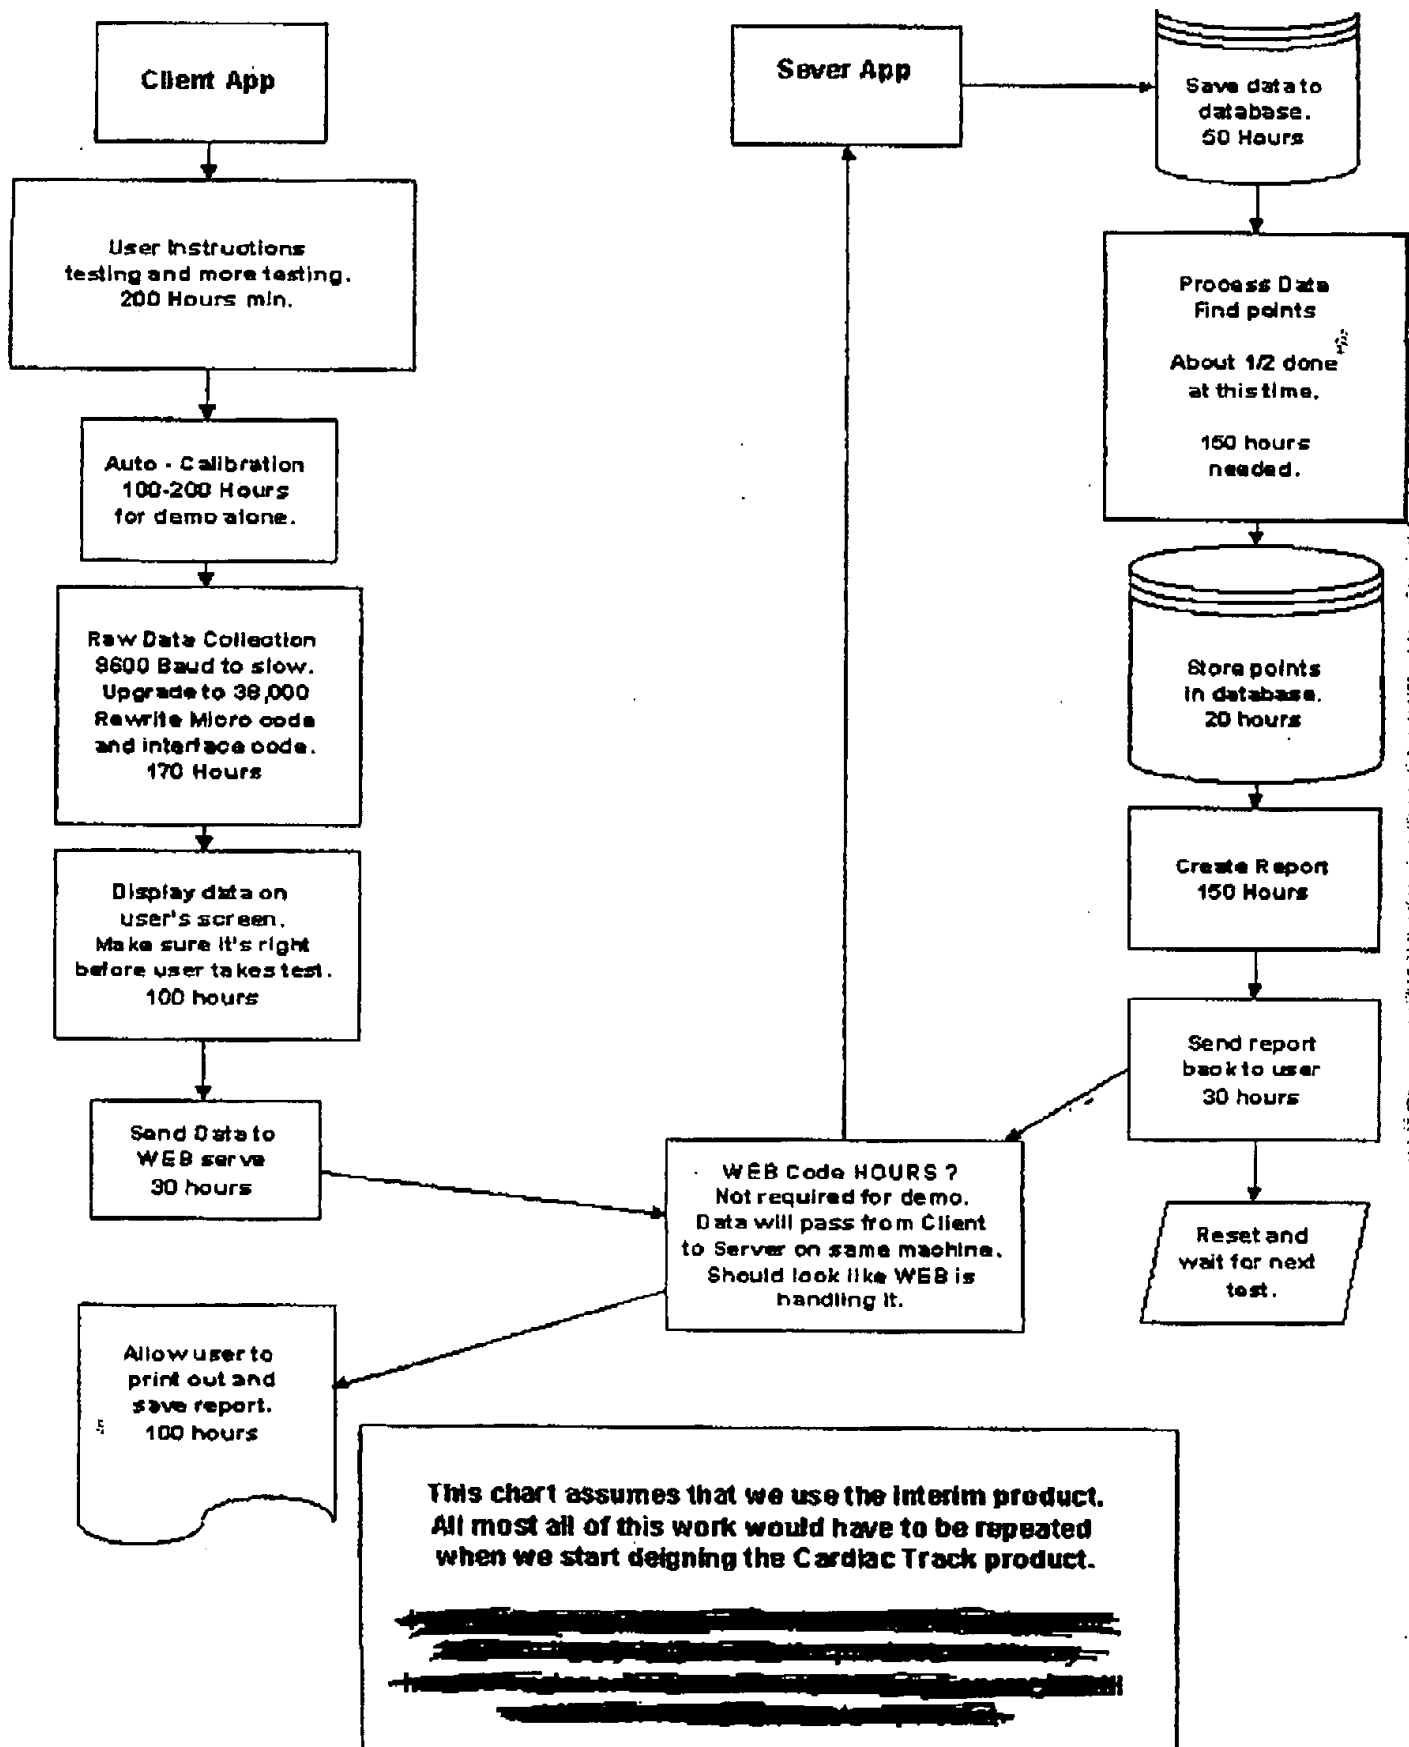 Client App
User Instructions
testing and more testing.
200 Hours min.
Auto - Calibration
100-200 Hours
for demo alone.
Raw Data Collection
9600 Baud to slow.
Upgrade to 38,000
Rewrite Micro code
and interface code.
170 Hours
Display data on
user's screen.
Make sure it's right
before user takes test.
100 hours
Send Data to
WEB serve
30 hours
Allow user to
print out and
save report.
100 hours
Sever App
Save data to
database.
50 Hours
Process Data
Find points
About 1/2 done
at this time.
150 hours
needed.
Store points
in database.
20 hours
Create Report
150 Hours
Send report
back to user
30 hours
Reset and
wait for next
test.
WEB Code HOURS ?
Not required for demo.
Data will pass from Client
to Server on same machine.
Should look like WEB is
handling it.
This chart assumes that we use the interim product.
All most all of this work would have to be repeated
when we start deigning the Cardiac Track product.